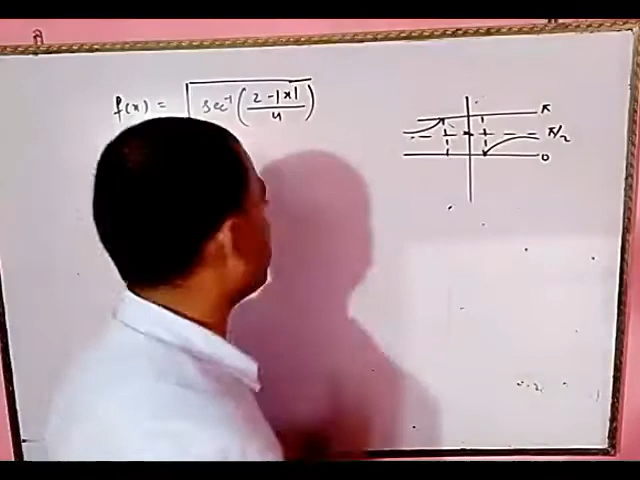 f(x) = √(sec⁻¹((2-|x|)/4))
π
π/2
0